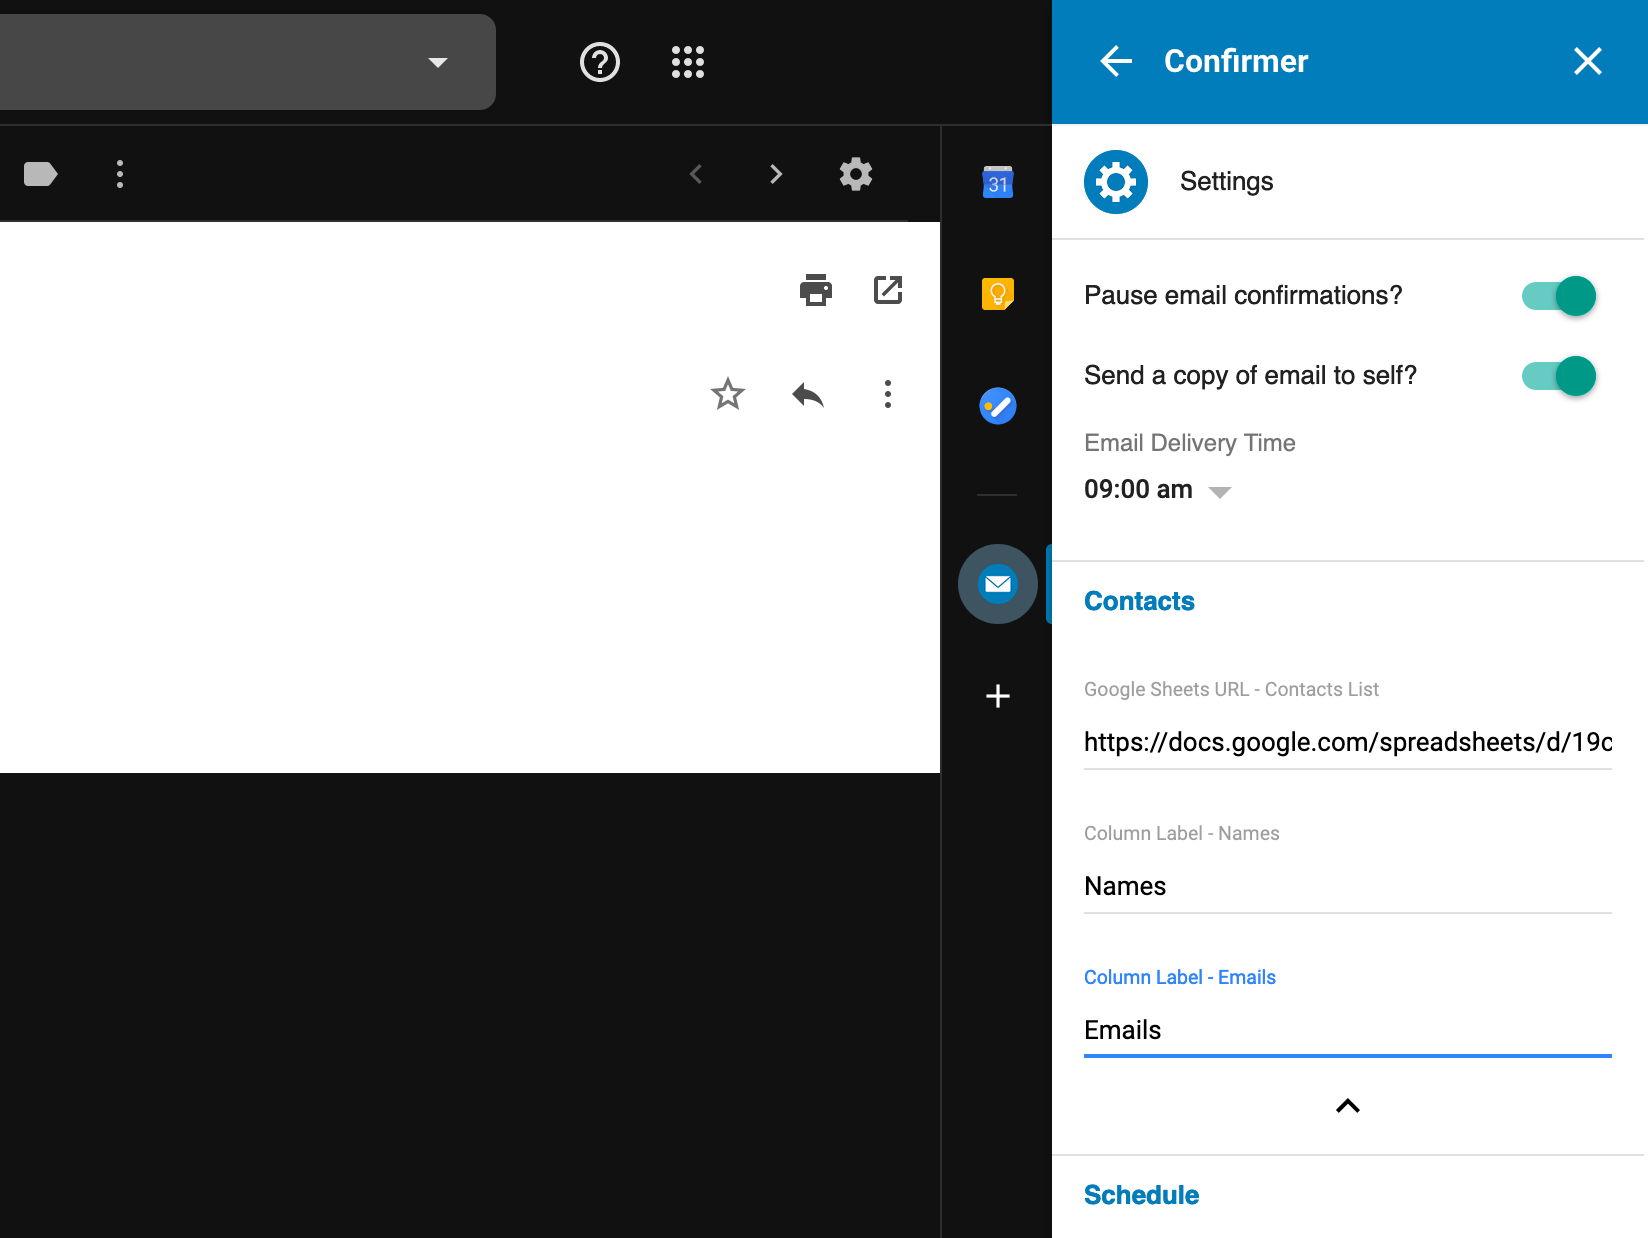 Confirmer
31
Settings
Pause email confirmations?
Send a copy of email to self?
Email Delivery Time
09:00 am
Contacts
Google Sheets URL - Contacts List
https://docs.google.com/spreadsheets/d/19c
Column Label - Names
Names
Column Label - Emails
Emails
Schedule